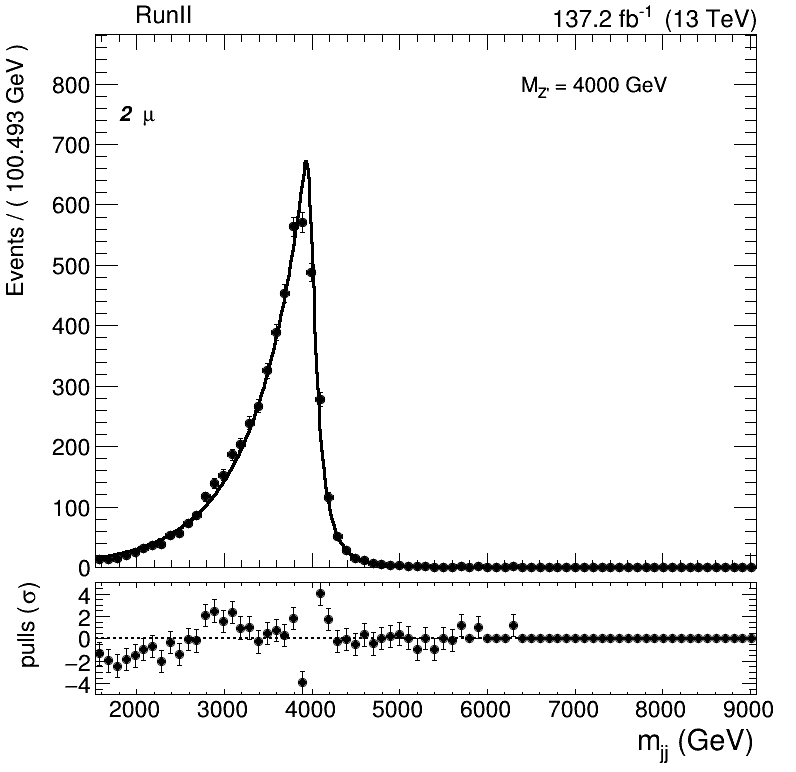 RunII 137.2 fb⁻¹ (13 TeV)
Events / ( 100.493 GeV )
800
700
600
500
400
300
200
100
0
M_Z' = 4000 GeV
2 μ
pulls (σ)
4
2
0
−2
−4
2000 3000 4000 5000 6000 7000 8000 9000
m_jj (GeV)